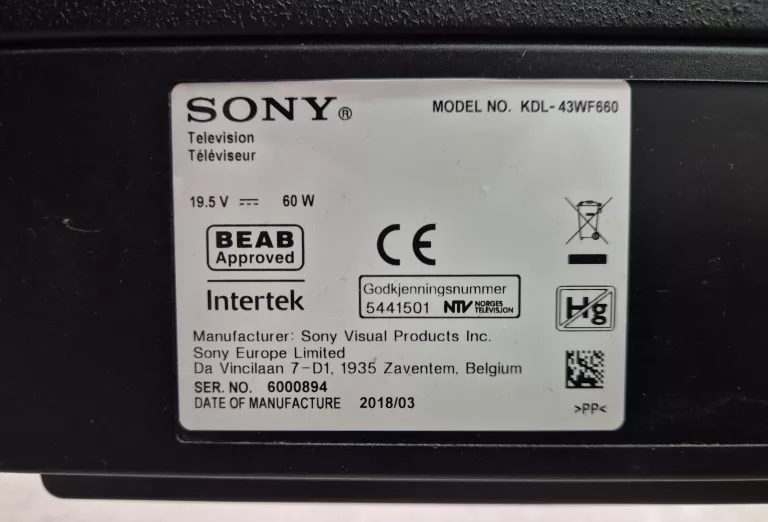 SONY® MODEL NO. KDL-43WF660
Television
Téléviseur
19.5 V 60 W
BEAB
Approved
CE
Intertek
Godkjenningsnummer
5441501 NTV NORGES TELEVISJON
Hg
Manufacturer: Sony Visual Products Inc.
Sony Europe Limited
Da Vincilaan 7-D1, 1935 Zaventem, Belgium
SER. NO. 6000894
DATE OF MANUFACTURE 2018/03
>PP<